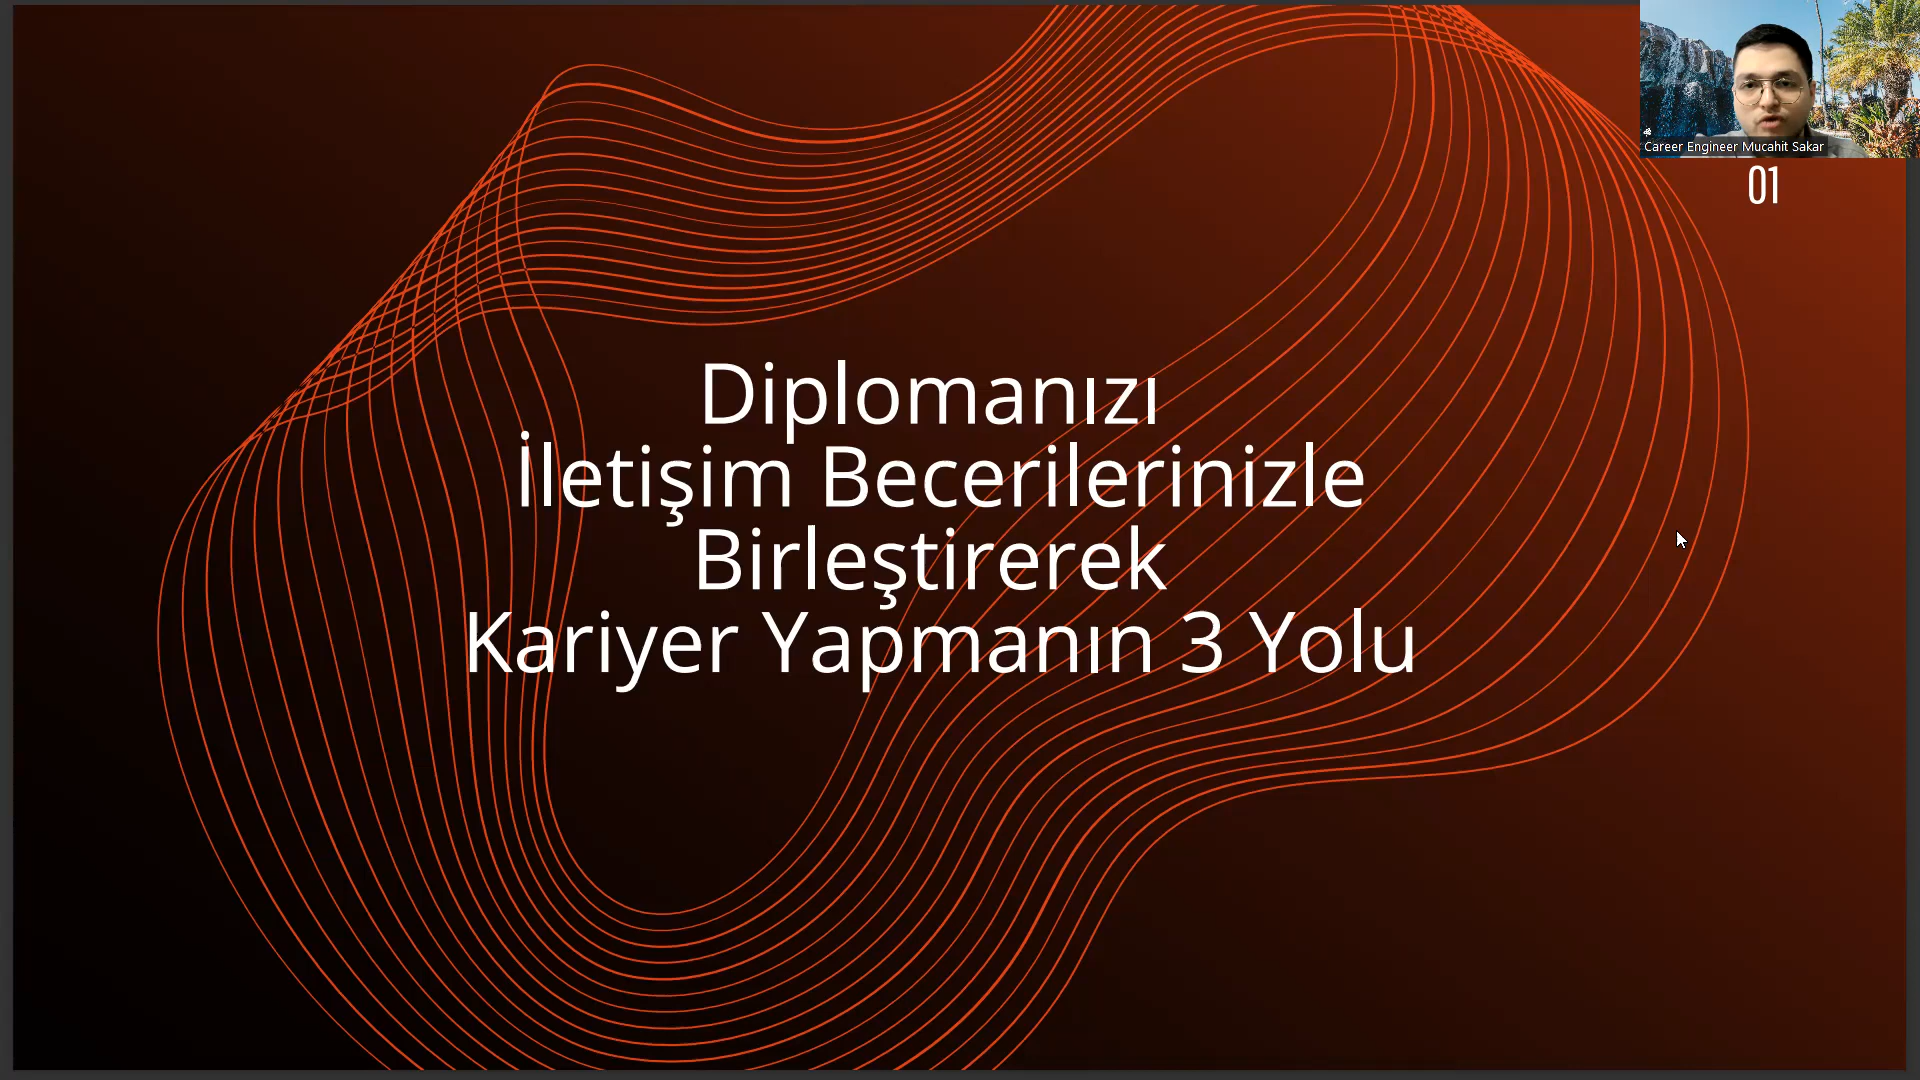 Career Engineer Mucahit Sakar
01
Diplomanızı
İletişim Becerilerinizle
Birleştirerek
Kariyer Yapmanın 3 Yolu